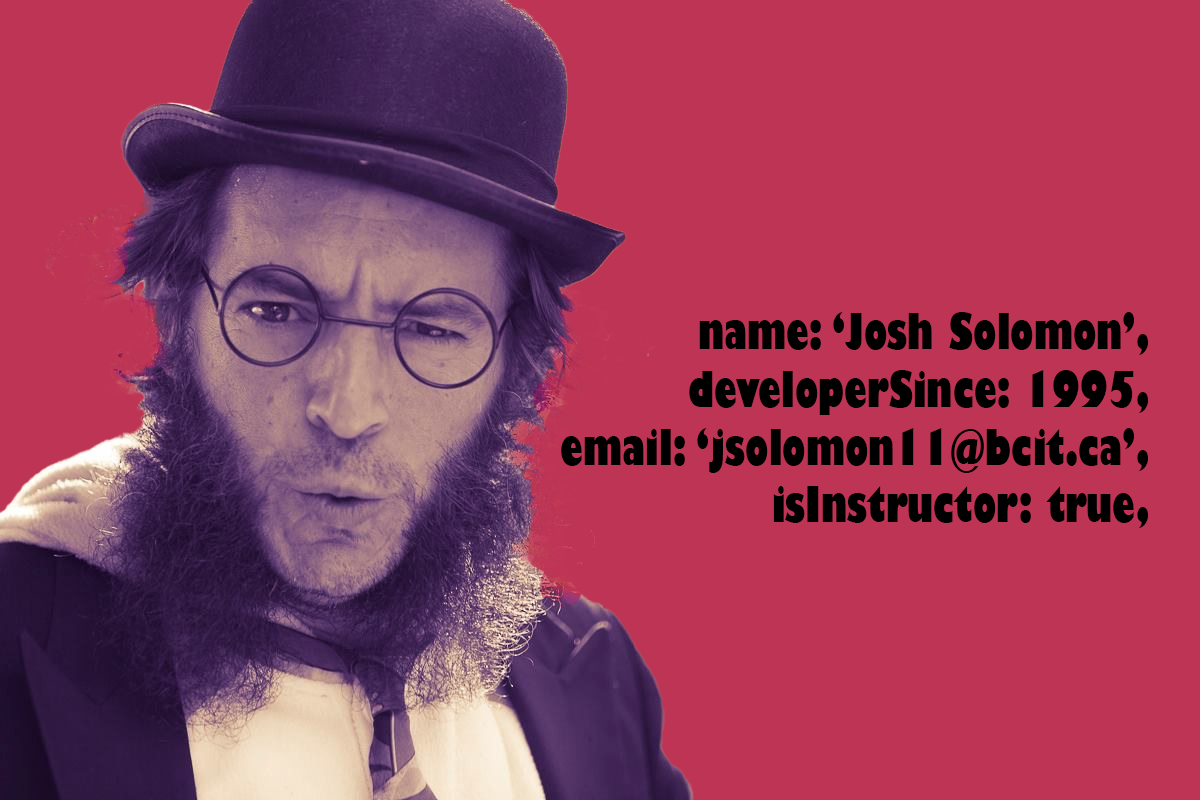 name: ‘Josh Solomon’,
developerSince: 1995,
email: ‘jsolomon11@bcit.ca’,
isInstructor: true,